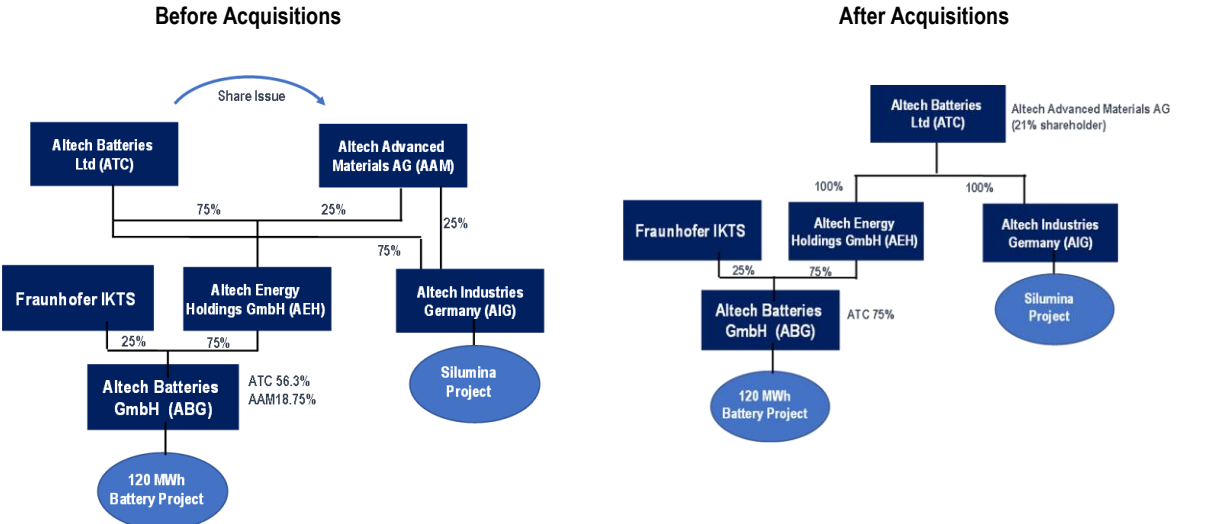 Before Acquisitions
Share Issue
Altech Batteries
Ltd (ATC)
Altech Advanced
Materials AG (AAM)
75%
25%
25%
75%
Fraunhofer IKTS
Altech Energy
Holdings GmbH (AEH)
Altech Industries
Germany (AIG)
25%
75%
Altech Batteries
GmbH (ABG)
ATC 56.3%
AAM18.75%
Silumina
Project
120 MWh
Battery Project
After Acquisitions
Altech Batteries
Ltd (ATC)
Altech Advanced Materials AG
(21% shareholder)
100%
100%
Fraunhofer IKTS
Altech Energy
Holdings GmbH (AEH)
Altech Industries
Germany (AIG)
25%
75%
Altech Batteries
GmbH (ABG)
ATC 75%
Silumina
Project
120 MWh
Battery Project